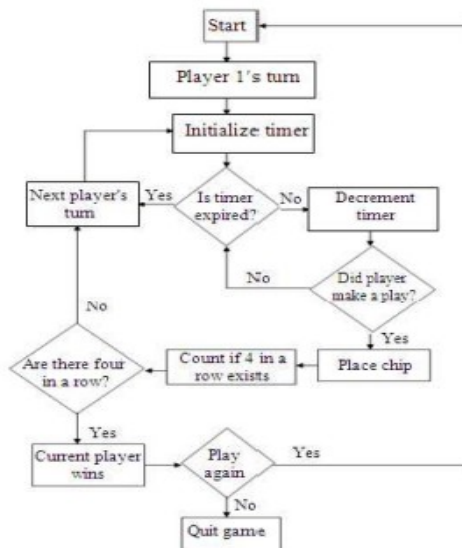 Start
Player 1's turn
Initialize timer
Next player's
turn
Yes
Is timer
expired?
No
Decrement
timer
No
Did player
make a play?
No
Yes
Are there four
in a row?
Count if 4 in a
row exists
Place chip
Yes
Current player
wins
Play
again
Yes
No
Quit game